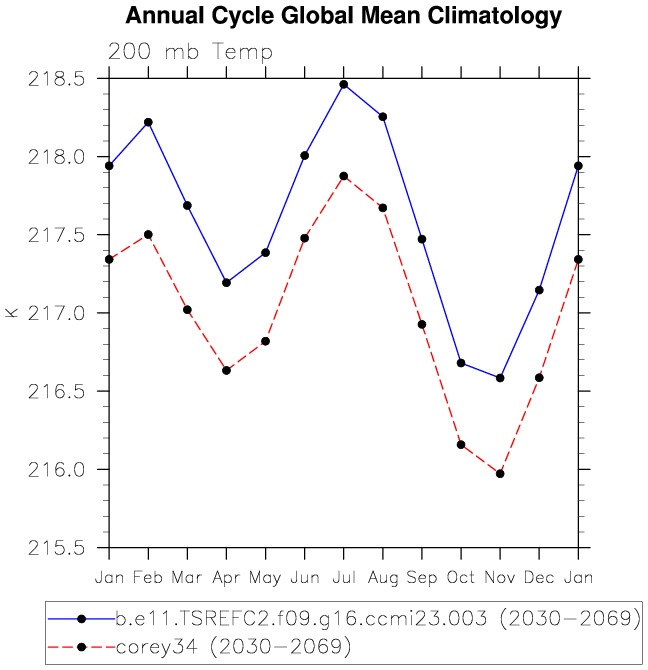 Annual Cycle Global Mean Climatology
200 mb Temp
218.5
218.0
217.5
K
217.0
216.5
216.0
215.5
Jan Feb Mar Apr May Jun Jul Aug Sep Oct Nov Dec Jan
b.e11.TSREFC2.f09.g16.ccmi23.003 (2030-2069)
corey34 (2030-2069)